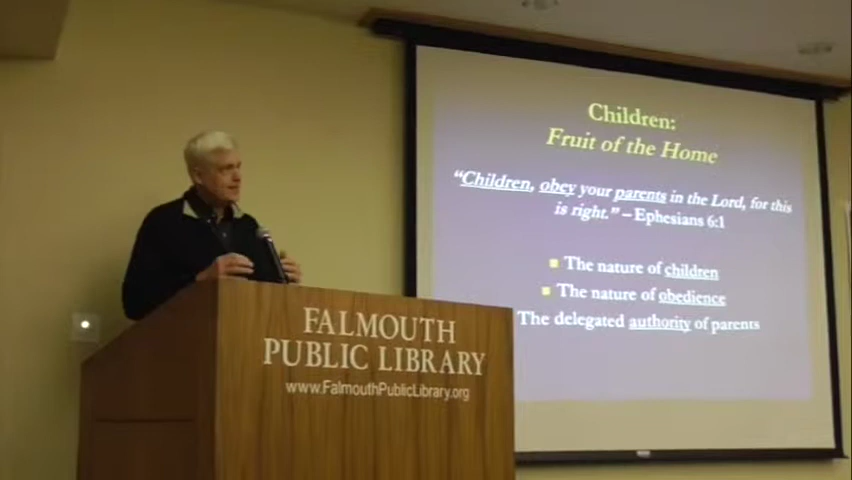 Children:
Fruit of the Home
“Children, obey your parents in the Lord, for this
is right.” – Ephesians 6:1
The nature of children
The nature of obedience
The delegated authority of parents
FALMOUTH
PUBLIC LIBRARY
www.FalmouthPublicLibrary.org